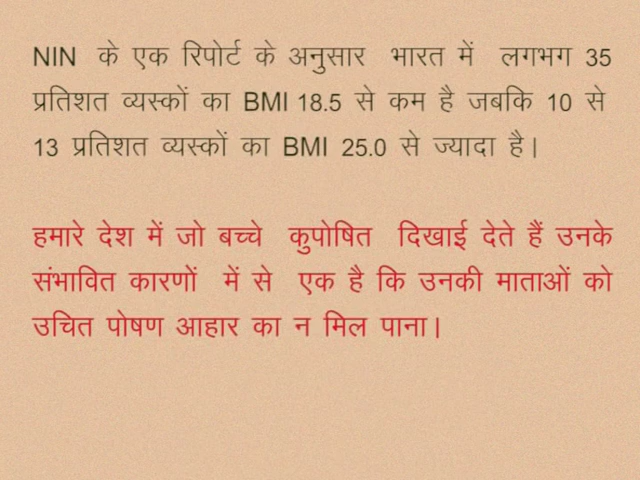 NIN के एक रिपोर्ट के अनुसार भारत में लगभग 35
प्रतिशत व्यस्कों का BMI 18.5 से कम है जबकि 10 से
13 प्रतिशत व्यस्कों का BMI 25.0 से ज्यादा है।
हमारे देश में जो बच्चे कुपोषित दिखाई देते हैं उनके
संभावित कारणों में से एक है कि उनकी माताओं को
उचित पोषण आहार का न मिल पाना।